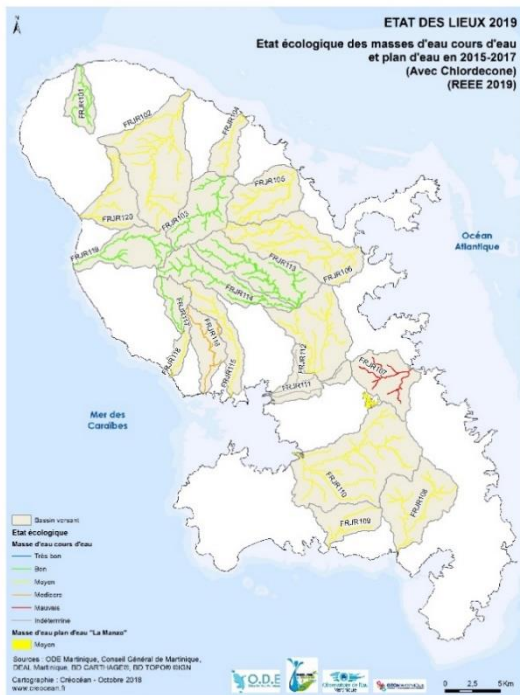 ETAT DES LIEUX 2019
Etat écologique des masses d'eau cours d'eau
et plan d'eau en 2015-2017
(Avec Chlordecone)
(REEE 2019)
N
FRJR101
FRJR102
FRJR104
FRJR105
FRJR103
FRJR120
FRJR119
FRJR113
FRJR106
FRJR114
Océan
Atlantique
FRJR117
FRJR116
FRJR118
FRJR115
FRJR112
FRJR111
FRJR107
Mer des
Caraïbes
FRJR110
FRJR108
FRJR109
Bassin versant
Etat écologique
Masse d'eau cours d'eau
Très bon
Bon
Moyen
Médiocre
Mauvais
Indéterminé
Masse d'eau plan d'eau "La Manzo"
Moyen
Sources : ODE Martinique, Conseil Général de Martinique,
DEAL Martinique, BD CARTHAGE®, BD TOPO® ©IGN
Cartographie : Créocéan - Octobre 2018
www.creocean.fr
O.D.E
0 2,5 5 Km